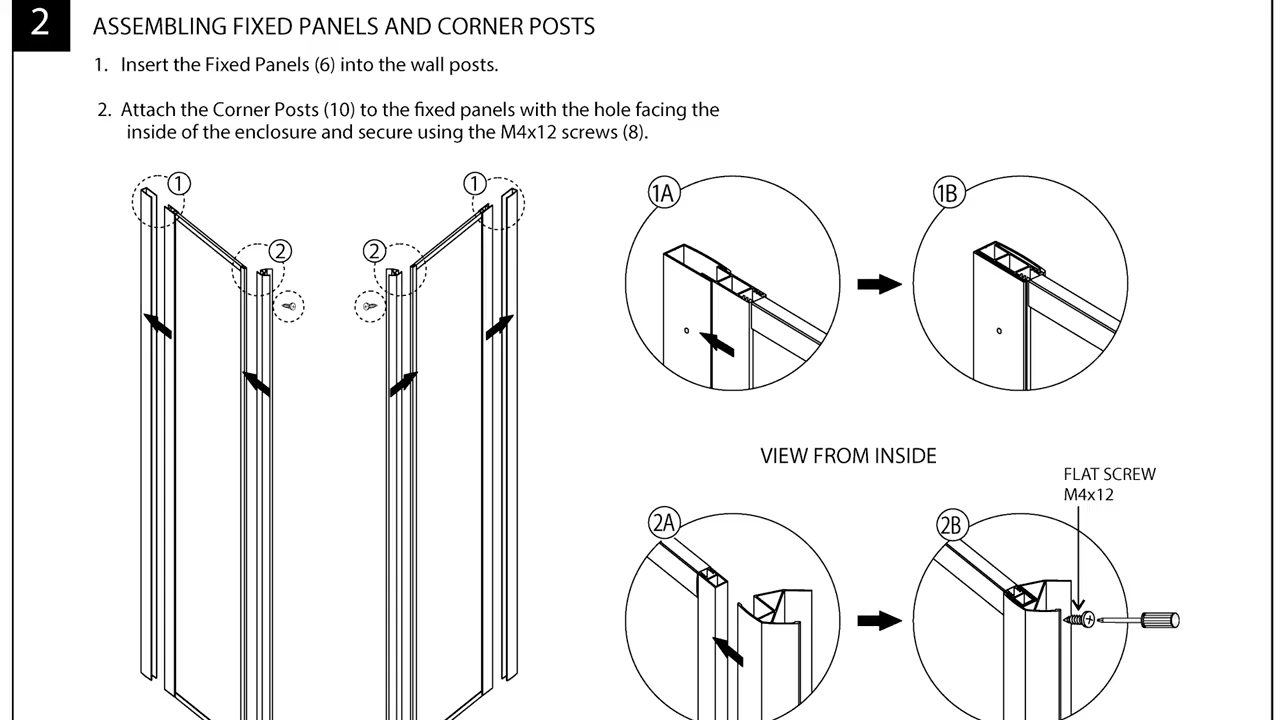 2
ASSEMBLING FIXED PANELS AND CORNER POSTS
1. Insert the Fixed Panels (6) into the wall posts.
2. Attach the Corner Posts (10) to the fixed panels with the hole facing the
inside of the enclosure and secure using the M4x12 screws (8).
1
1
2
2
1A
1B
VIEW FROM INSIDE
FLAT SCREW
M4x12
2A
2B